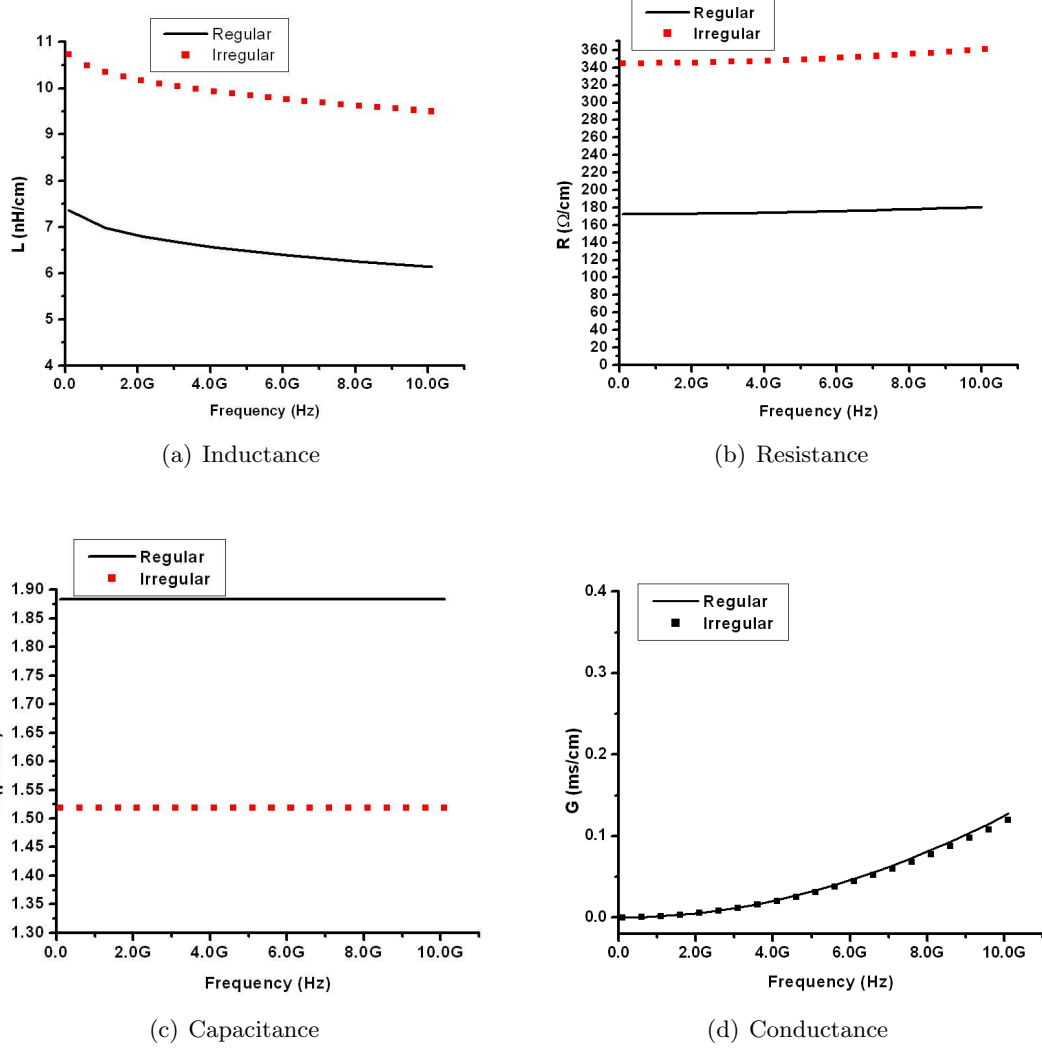 Regular
Irregular
11
10
9
8
7
6
5
4
L (nH/cm)
0.0 2.0G 4.0G 6.0G 8.0G 10.0G
Frequency (Hz)
(a) Inductance
Regular
Irregular
360
340
320
300
280
260
240
220
200
180
160
140
120
100
80
60
40
20
0
R (Ω/cm)
0.0 2.0G 4.0G 6.0G 8.0G 10.0G
Frequency (Hz)
(b) Resistance
Regular
Irregular
1.90
1.85
1.80
1.75
1.70
1.65
1.60
1.55
1.50
1.45
1.40
1.35
1.30
0.0 2.0G 4.0G 6.0G 8.0G 10.0G
Frequency (Hz)
(c) Capacitance
Regular
Irregular
0.4
0.3
0.2
0.1
0.0
G (ms/cm)
0.0 2.0G 4.0G 6.0G 8.0G 10.0G
Frequency (Hz)
(d) Conductance